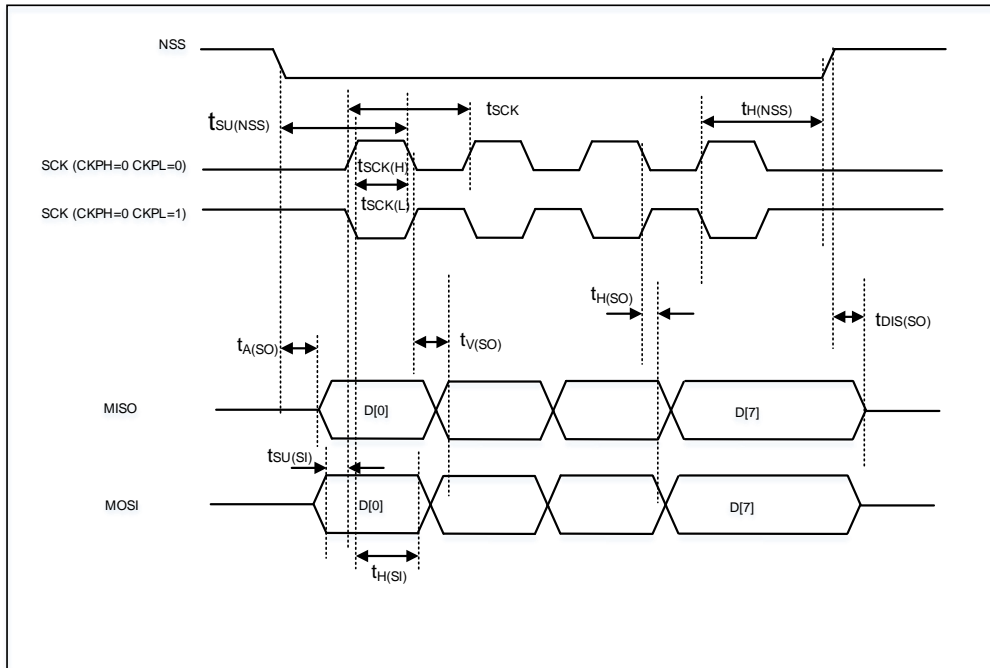 NSS
tSCK
tH(NSS)
tSU(NSS)
SCK (CKPH=0 CKPL=0)
tSCK(H)
tSCK(L)
SCK (CKPH=0 CKPL=1)
tH(SO)
tDIS(SO)
tV(SO)
tA(SO)
MISO
D[0]
D[7]
tSU(SI)
MOSI
D[0]
D[7]
tH(SI)